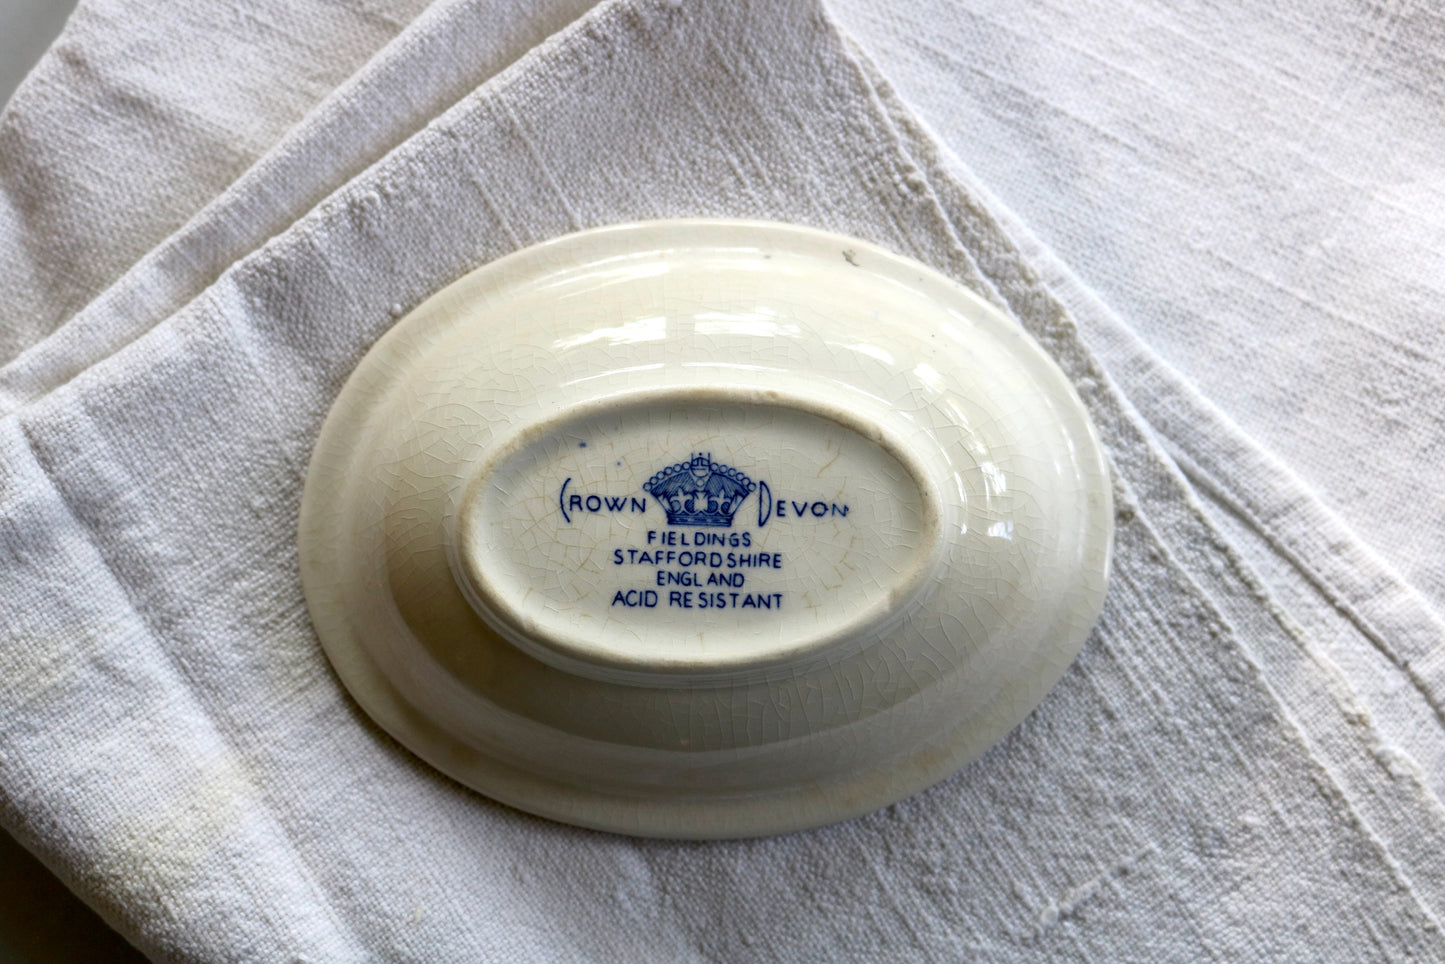 CROWN DEVON
FIELDINGS
STAFFORDSHIRE
ENGLAND
ACID RESISTANT